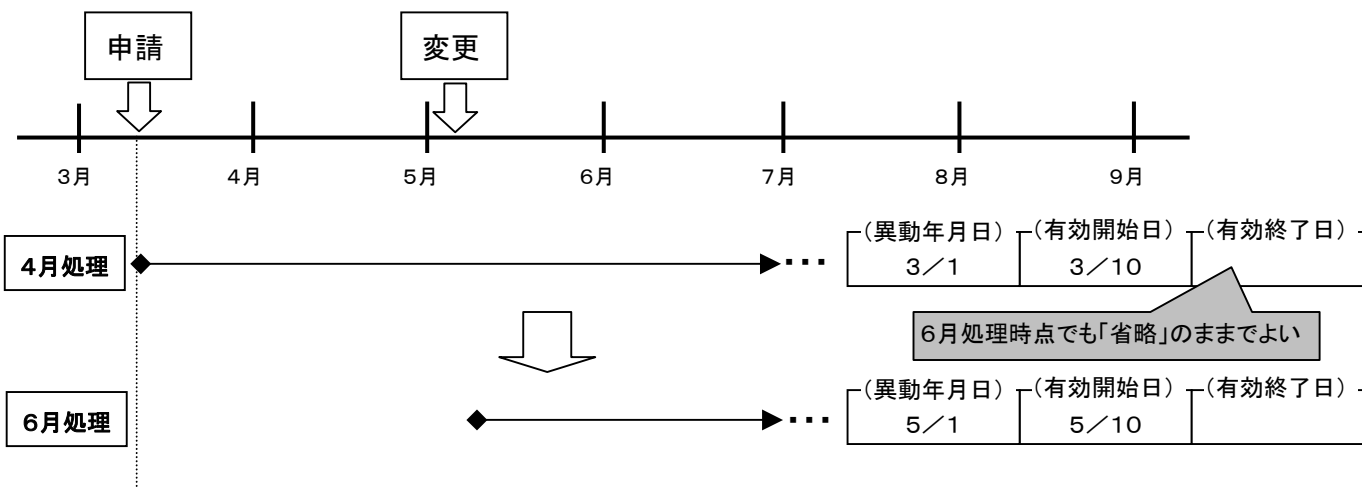 申請
変更
3月
4月
5月
6月
7月
8月
9月
4月処理
･･･
(異動年月日)
(有効開始日)
(有効終了日)
3／1
3／10
6月処理時点でも「省略」のままでよい
6月処理
･･･
(異動年月日)
(有効開始日)
(有効終了日)
5／1
5／10